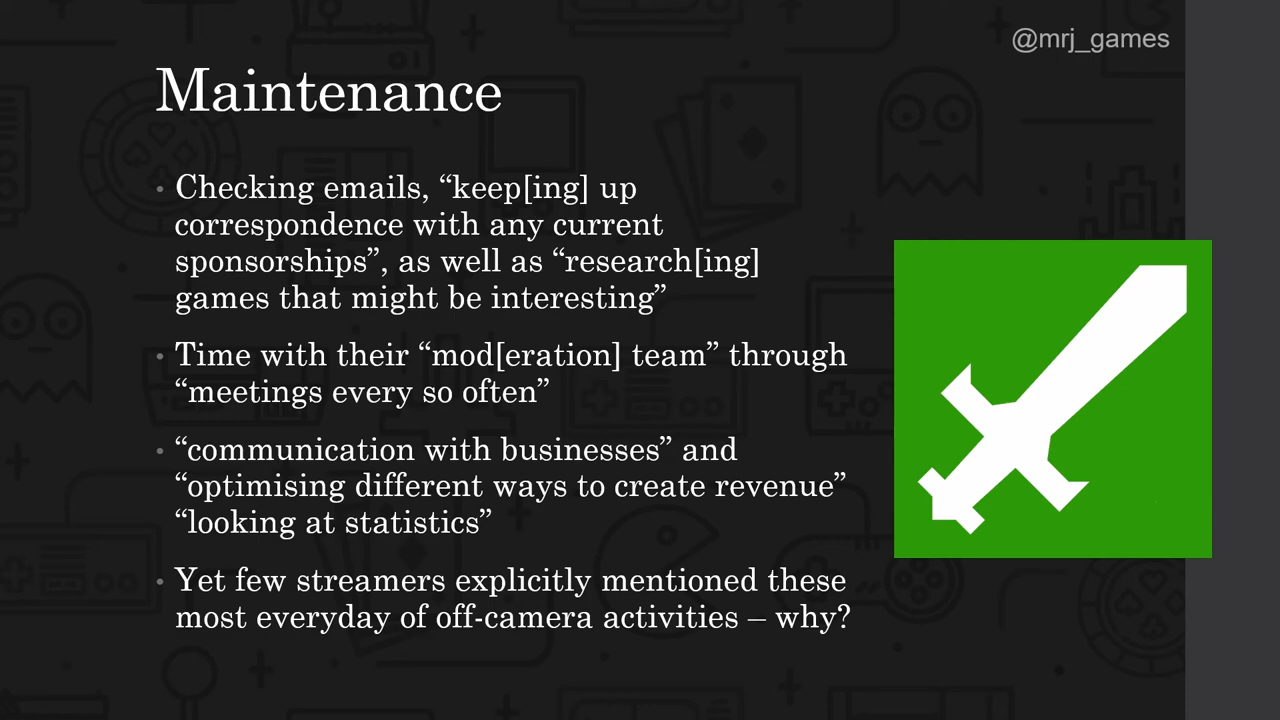 @mrj_games
Maintenance
• Checking emails, “keep[ing] up
correspondence with any current
sponsorships”, as well as “research[ing]
games that might be interesting”
• Time with their “mod[eration] team” through
“meetings every so often”
• “communication with businesses” and
“optimising different ways to create revenue”
“looking at statistics”
• Yet few streamers explicitly mentioned these
most everyday of off-camera activities – why?